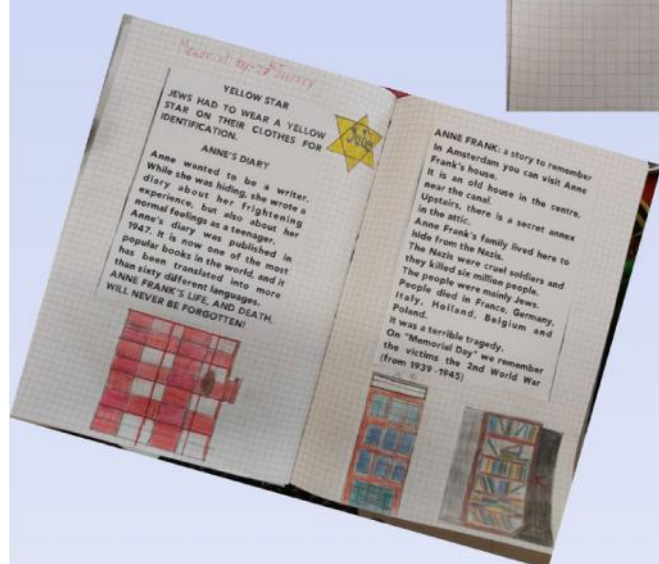 Memorial day-27th January
YELLOW STAR
JEWS HAD TO WEAR A YELLOW
STAR ON THEIR CLOTHES FOR
IDENTIFICATION.
ANNE'S DIARY
Anne wanted to be a writer.
While she was hiding, she wrote a
diary about her frightening
experience, but also about her
normal feelings as a teenager.
Anne's diary was published in
1947. It is now one of the most
popular books in the world, and it
has been translated into more
than sixty different languages.
ANNE FRANK'S LIFE, AND DEATH,
WILL NEVER BE FORGOTTEN!
Jude
ANNE FRANK: a story to remember
In Amsterdam you can visit Anne
Frank's house.
It is an old house in the centre,
near the canal.
Upstairs, there is a secret annex
in the attic.
Anne Frank's family lived here to
hide from the Nazis.
The Nazis were cruel soldiers and
they killed six million people.
The people were mainly Jews.
People died in France, Germany,
Italy, Holland, Belgium and
Poland.
It was a terrible tragedy.
On "Memorial Day" we remember
the victims the 2nd World War
(from 1939 -1945)